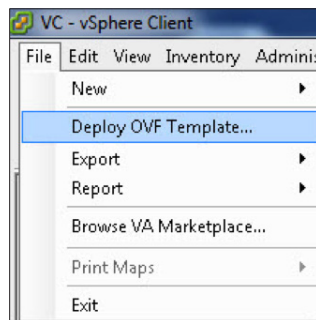 VC - vSphere Client
File Edit View Inventory Adminis
New
Deploy OVF Template...
Export
Report
Browse VA Marketplace...
Print Maps
Exit